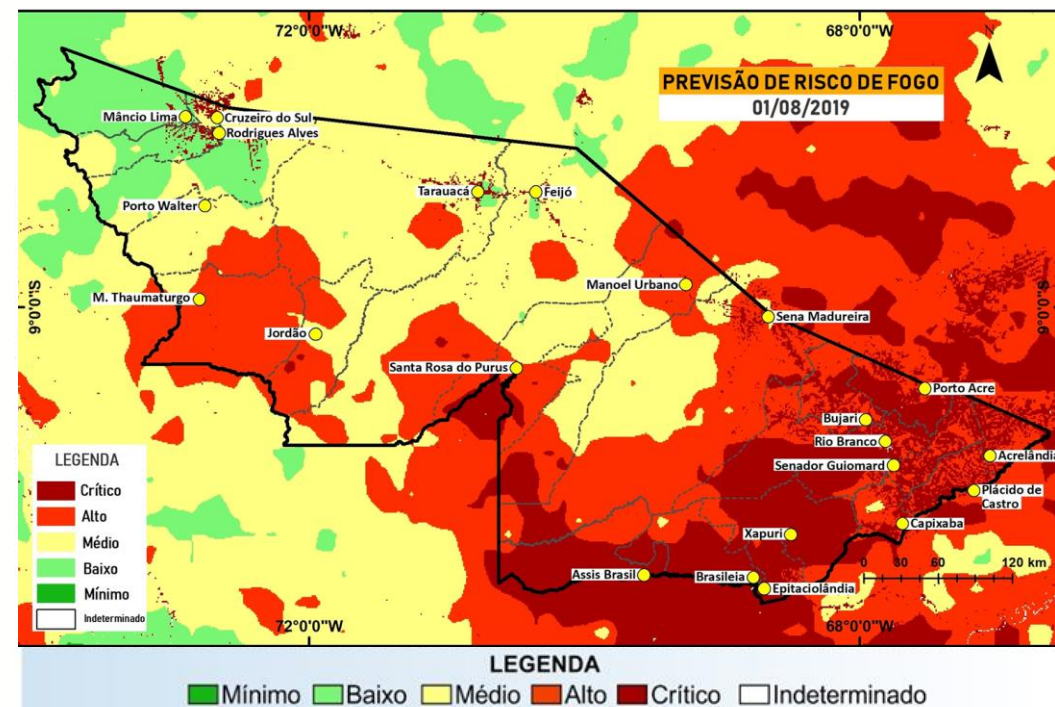 72°0'0"W
68°0'0"W
N
PREVISÃO DE RISCO DE FOGO
01/08/2019
Mâncio Lima
Cruzeiro do Sul
Rodrigues Alves
Tarauacá
Feijó
Porto Walter
Manoel Urbano
M. Thaumaturgo
9°0'0"S
9°0'0"S
Sena Madureira
Jordão
Santa Rosa do Purus
Porto Acre
Bujari
Rio Branco
Acrelândia
Senador Guiomard
Plácido de
Castro
Capixaba
Xapuri
Assis Brasil
Brasileia
Epitaciolândia
0
120 km
LEGENDA
Crítico
Alto
Médio
Baixo
Mínimo
Indeterminado
72°0'0"W
68°0'0"W
LEGENDA
Mínimo Baixo Médio Alto Crítico Indeterminado